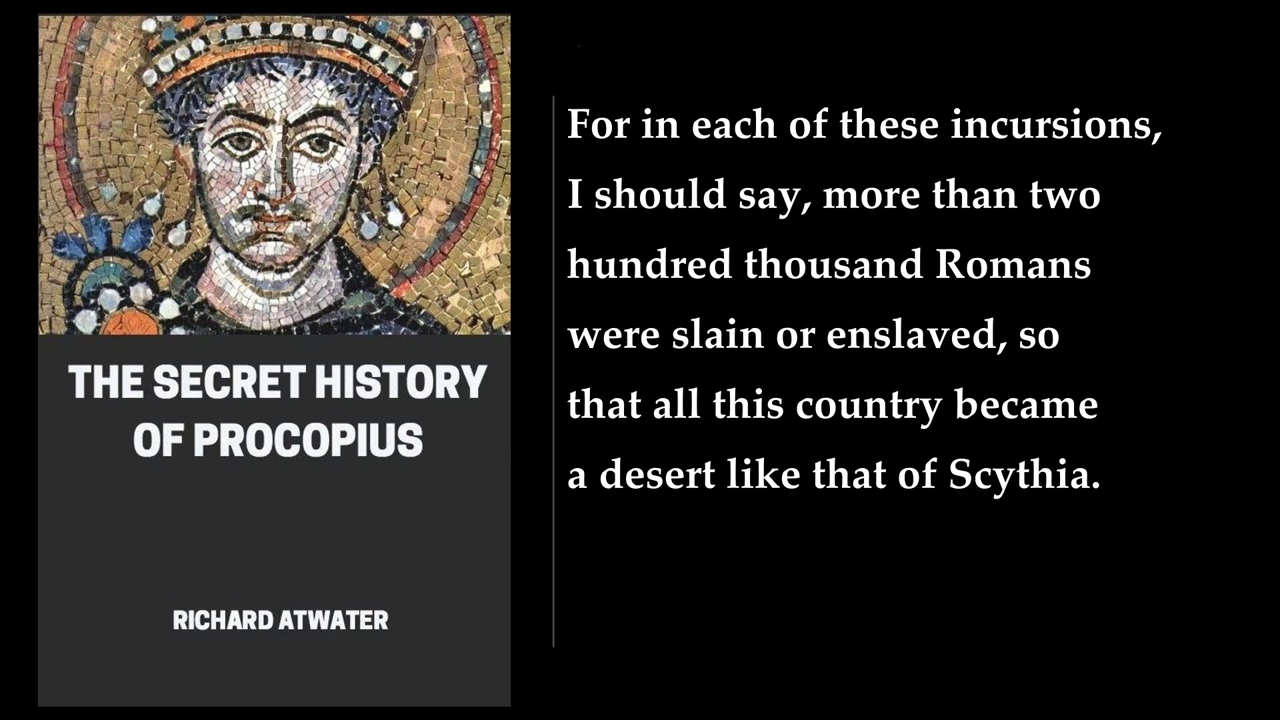 THE SECRET HISTORY
OF PROCOPIUS
RICHARD ATWATER
For in each of these incursions,
I should say, more than two
hundred thousand Romans
were slain or enslaved, so
that all this country became
a desert like that of Scythia.